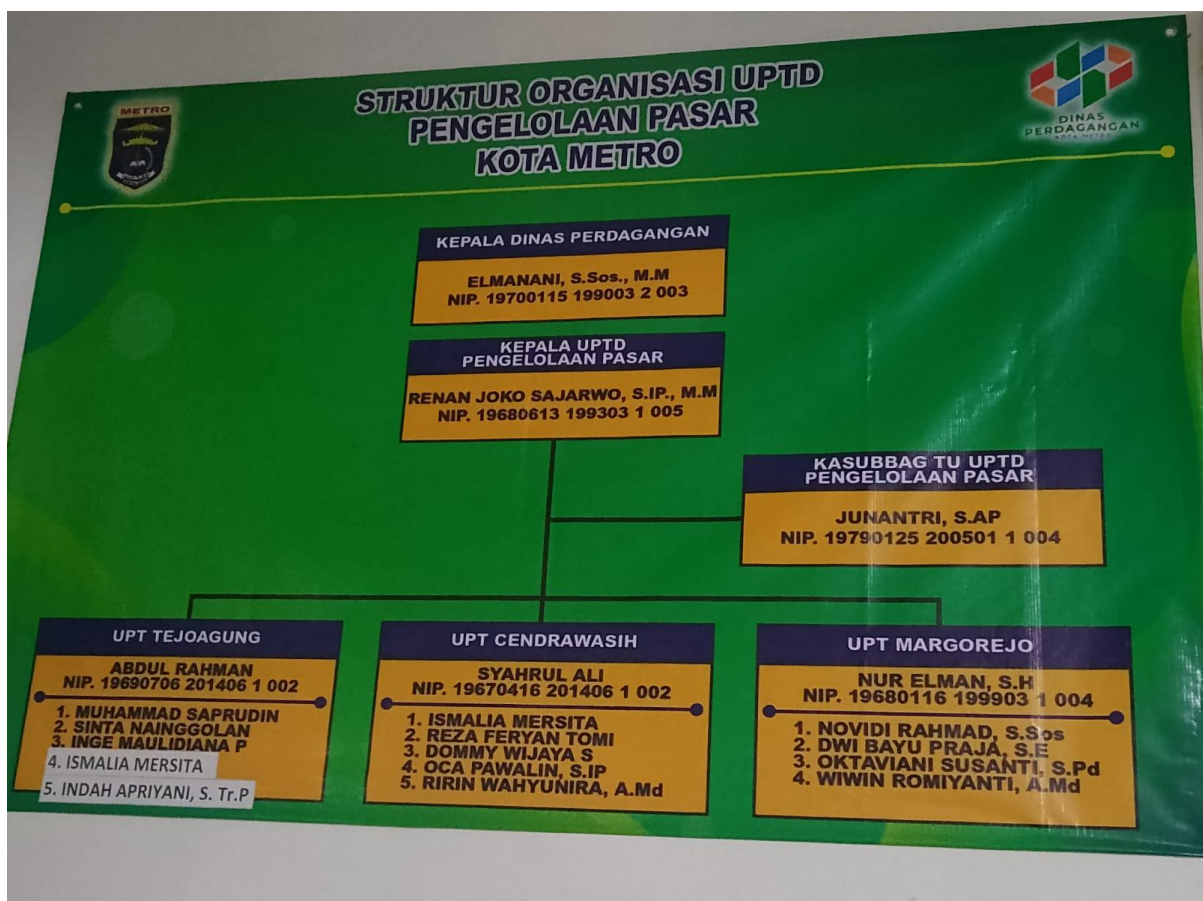 METRO
STRUKTUR ORGANISASI UPTD
PENGELOLAAN PASAR
KOTA METRO
DINAS
PERDAGANGAN
KOTA METRO
KEPALA DINAS PERDAGANGAN
ELMANANI, S.Sos., M.M
NIP. 19700115 199003 2 003
KEPALA UPTD
PENGELOLAAN PASAR
RENAN JOKO SAJARWO, S.IP., M.M
NIP. 19680613 199303 1 005
KASUBBAG TU UPTD
PENGELOLAAN PASAR
JUNANTRI, S.AP
NIP. 19790125 200501 1 004
UPT TEJOAGUNG
ABDUL RAHMAN
NIP. 19690706 201406 1 002
1. MUHAMMAD SAPRUDIN
2. SINTA NAINGGOLAN
3. INGE MAULIDIANA P
4. ISMALIA MERSITA
5. INDAH APRIYANI, S. Tr.P
UPT CENDRAWASIH
SYAHRUL ALI
NIP. 19670416 201406 1 002
1. ISMALIA MERSITA
2. REZA FERYAN TOMI
3. DOMMY WIJAYA S
4. OCA PAWALIN, S.IP
5. RIRIN WAHYUNIRA, A.Md
UPT MARGOREJO
NUR ELMAN, S.H
NIP. 19680116 199903 1 004
1. NOVIDI RAHMAD, S.Sos
2. DWI BAYU PRAJA, S.E
3. OKTAVIANI SUSANTI, S.Pd
4. WIWIN ROMIYANTI, A.Md